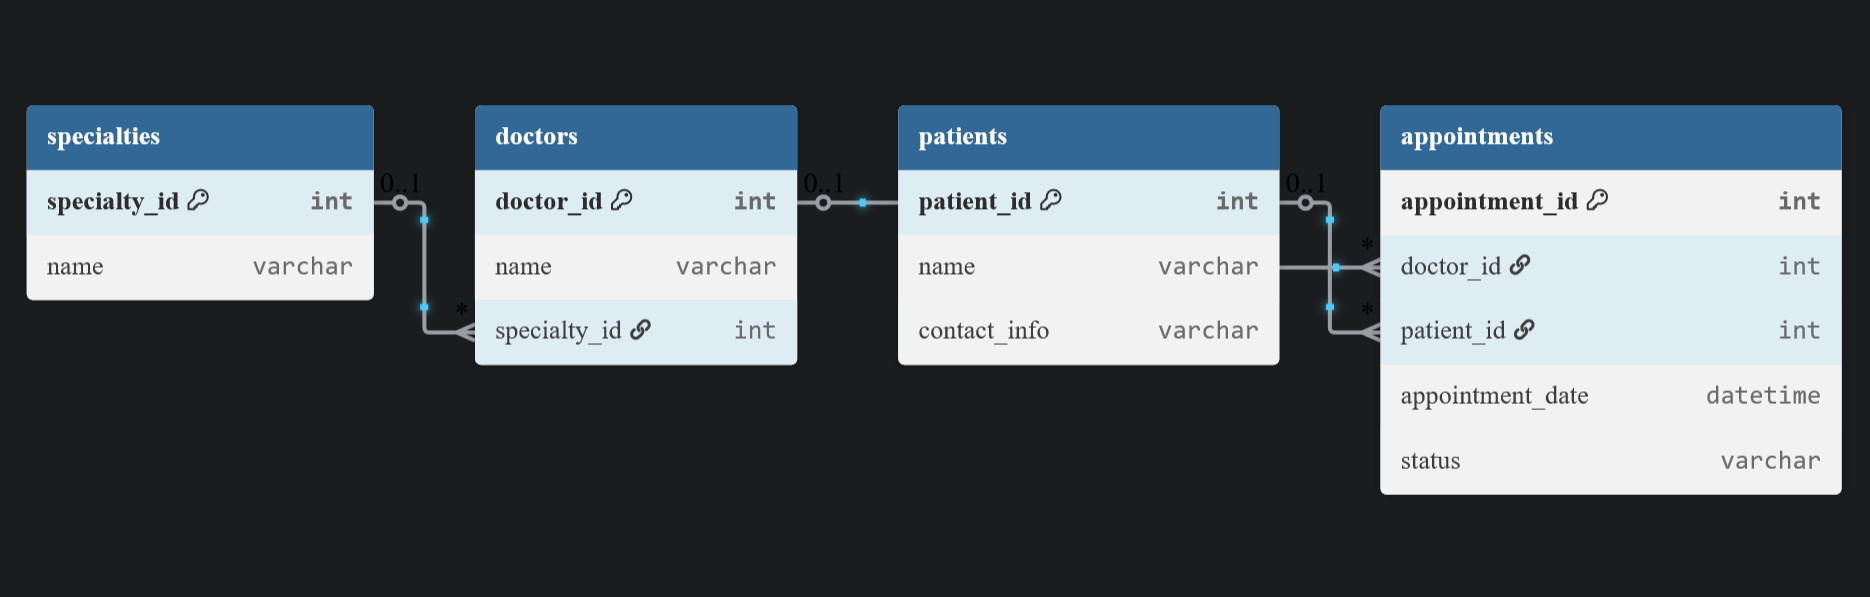 specialties
specialty_id int
name varchar
0..1
*
doctors
doctor_id int
name varchar
specialty_id int
0..1
patients
patient_id int
name varchar
contact_info varchar
0..1
*
*
appointments
appointment_id int
doctor_id int
patient_id int
appointment_date datetime
status varchar